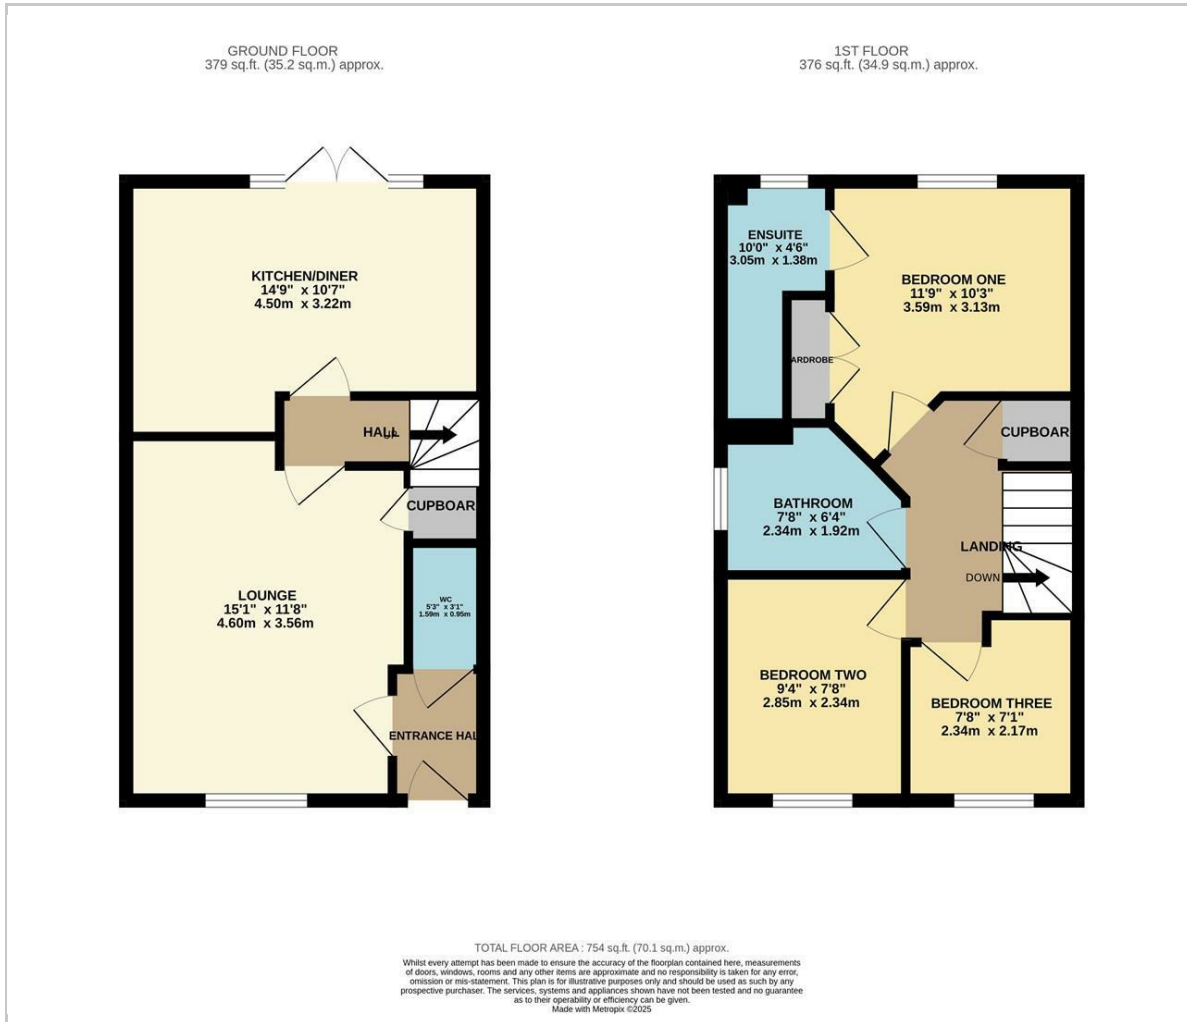 GROUND FLOOR
379 sq.ft. (35.2 sq.m.) approx.
1ST FLOOR
376 sq.ft. (34.9 sq.m.) approx.
KITCHEN/DINER
14'9" x 10'7"
4.50m x 3.22m
HALL
UP
CUPBOAR
LOUNGE
15'1" x 11'8"
4.60m x 3.56m
WC
5'3" x 3'1"
1.59m x 0.95m
ENTRANCE HAL
ENSUITE
10'0" x 4'6"
3.05m x 1.38m
BEDROOM ONE
11'9" x 10'3"
3.59m x 3.13m
ARDROBE
CUPBOAR
BATHROOM
7'8" x 6'4"
2.34m x 1.92m
LANDING
DOWN
BEDROOM TWO
9'4" x 7'8"
2.85m x 2.34m
BEDROOM THREE
7'8" x 7'1"
2.34m x 2.17m
TOTAL FLOOR AREA : 754 sq.ft. (70.1 sq.m.) approx.
Whilst every attempt has been made to ensure the accuracy of the floorplan contained here, measurements
of doors, windows, rooms and any other items are approximate and no responsibility is taken for any error,
omission or mis-statement. This plan is for illustrative purposes only and should be used as such by any
prospective purchaser. The services, systems and appliances shown have not been tested and no guarantee
as to their operability or efficiency can be given.
Made with Metropix ©2025